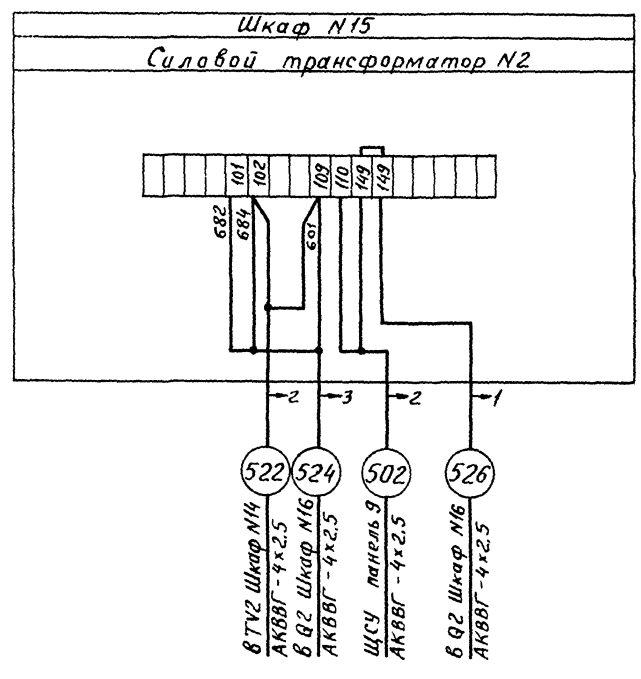 Шкаф N15
Силовой трансформатор N2
101 102 109 110 149 149
682 684 601
2 3 2 1
522 524 502 526
В TV2 Шкаф N14
АКВВГ-4×2,5
В Q2 Шкаф N16
АКВВГ-4×2,5
ЩСУ панель 9
АКВВГ-4×2,5
В Q2 Шкаф N16
АКВВГ-4×2,5